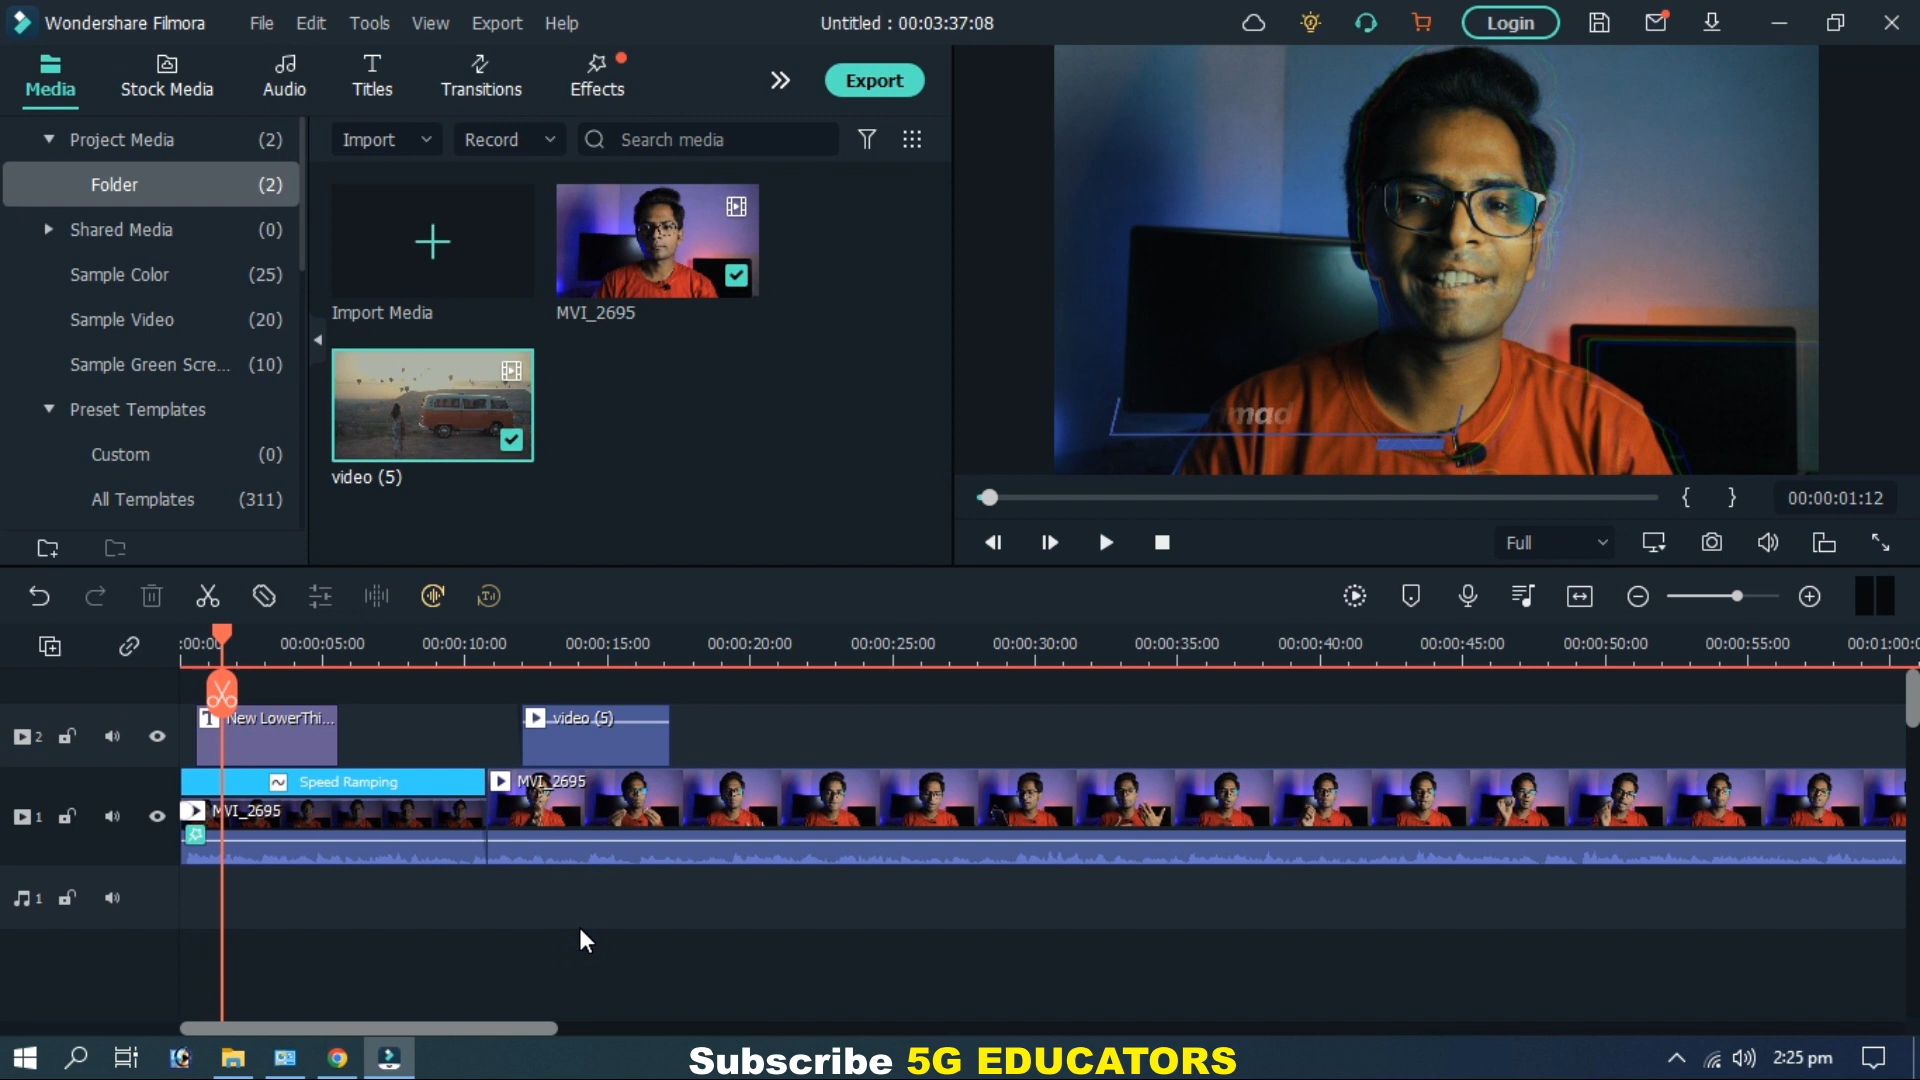 Wondershare Filmora
File Edit Tools View Export Help
Untitled : 00:03:37:08
Login
Media
Stock Media
Audio
Titles
Transitions
Effects
Export
Project Media (2)
Folder (2)
Shared Media (0)
Sample Color (25)
Sample Video (20)
Sample Green Scre... (10)
Preset Templates
Custom (0)
All Templates (311)
Import
Record
Search media
Import Media
MVI_2695
video (5)
mad
00:00:01:12
Full
:00:00
00:00:05:00
00:00:10:00
00:00:15:00
00:00:20:00
00:00:25:00
00:00:30:00
00:00:35:00
00:00:40:00
00:00:45:00
00:00:50:00
00:00:55:00
00:01:00:0
2
New LowerThi...
video (5)
Speed Ramping
MVI_2695
1
MVI_2695
1
Subscribe 5G EDUCATORS
2:25 pm